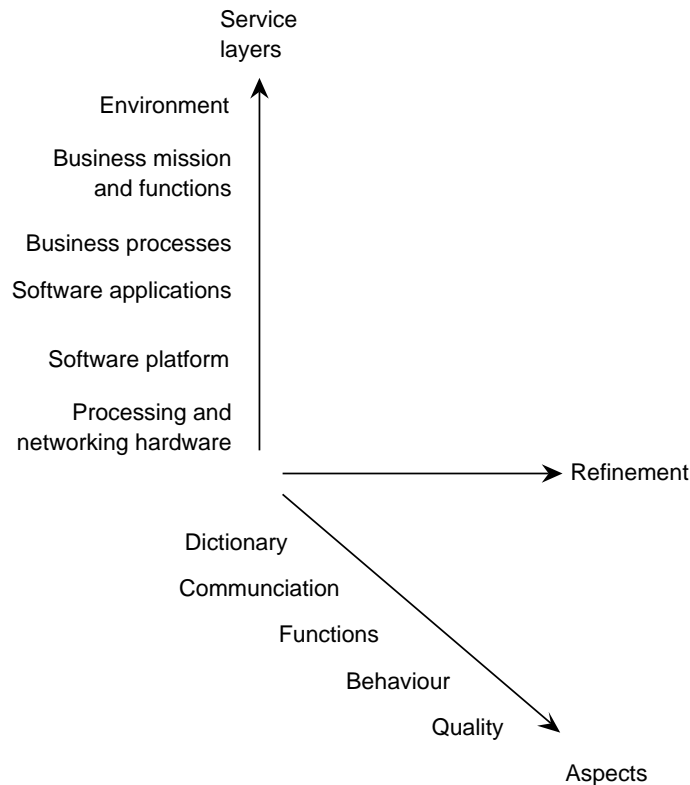 Service
layers
Environment
Business mission
and functions
Business processes
Software applications
Software platform
Processing and
networking hardware
Refinement
Dictionary
Communciation
Functions
Behaviour
Quality
Aspects